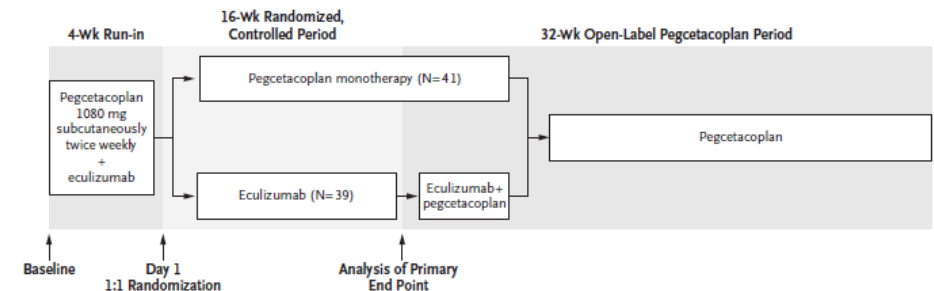 4-Wk Run-in
16-Wk Randomized,
Controlled Period
32-Wk Open-Label Pegcetacoplan Period
Pegcetacoplan
1080 mg
subcutaneously
twice weekly
+
eculizumab
Pegcetacoplan monotherapy (N=41)
Eculizumab (N=39)
Eculizumab+
pegcetacoplan
Pegcetacoplan
Baseline
Day 1
1:1 Randomization
Analysis of Primary
End Point